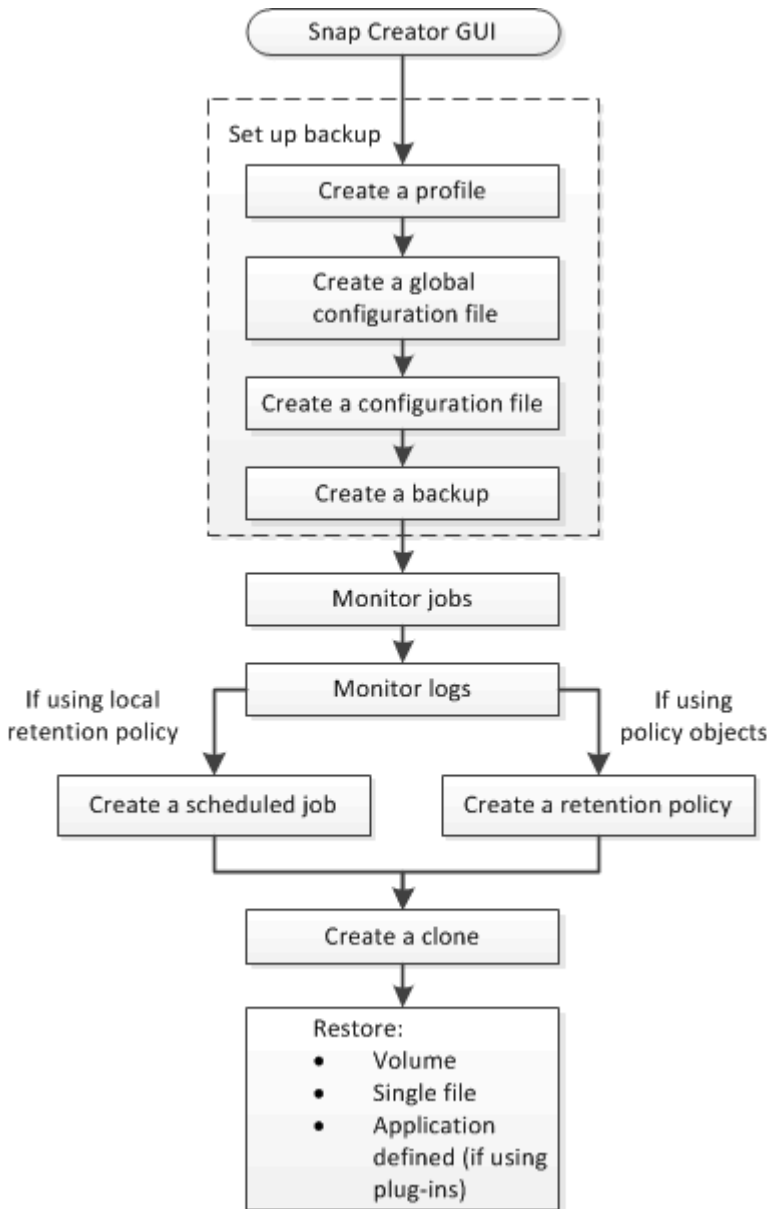 Snap Creator GUI
Set up backup
Create a profile
Create a global
configuration file
Create a configuration file
Create a backup
Monitor jobs
Monitor logs
If using local
retention policy
If using
policy objects
Create a scheduled job
Create a retention policy
Create a clone
Restore:
• Volume
• Single file
• Application
defined (if using
plug-ins)